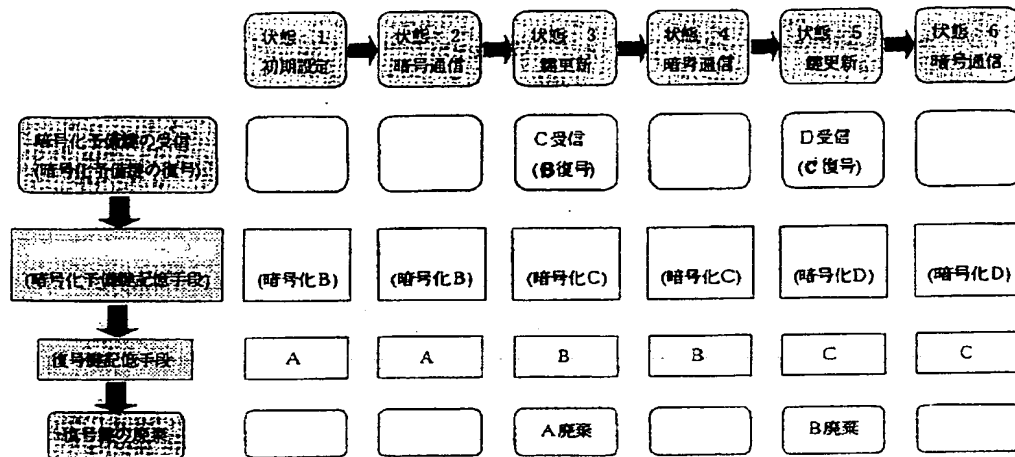 状態 1
初期設定
状態 2
暗号通信
状態 3
鍵更新
状態 4
暗号通信
状態 5
鍵更新
状態 6
暗号通信
暗号化予備鍵の受信
(暗号化予備鍵の復号)
C受信
(B復号)
D受信
(C復号)
(暗号化予備鍵記憶手段)
(暗号化B)
(暗号化B)
(暗号化C)
(暗号化C)
(暗号化D)
(暗号化D)
復号鍵記憶手段
A
A
B
B
C
C
復号鍵の廃棄
A廃棄
B廃棄